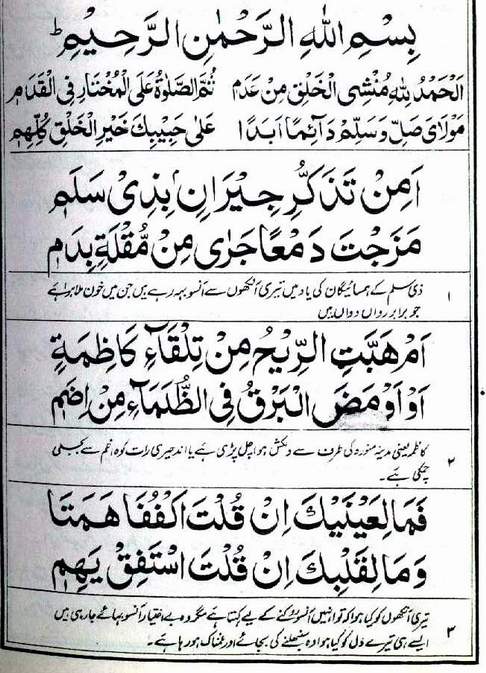 بِسْمِ اللهِ الرَّحْمٰنِ الرَّحِيْمِ ط
اَلْحَمْدُ لِلّٰهِ مُنْشِی الْخَلْقِ مِنْ عَدَمٖ ثُمَّ الصَّلٰوةُ عَلَی الْمُخْتَارِ فِی الْقِدَمٖ
مَوْلَایَ صَلِّ وَسَلِّمْ دَآئِمًا اَبَدًا عَلٰی حَبِیْبِكَ خَیْرِ الْخَلْقِ كُلِّهِمٖ
اَمِنْ تَذَكُّرِ جِیْرَانٍ بِذِیْ سَلَمٖ
مَزَجْتَ دَمْعًا جَرٰی مِنْ مُّقْلَةٍ بِدَمٖ
۱ ذی سلم کے ہمسائیگان کی یاد میں تیری آنکھوں سے آنسو بہہ رہے ہیں جن میں خون ملا ہوا ہے
جو برابر رواں دواں ہیں
اَمْ هَبَّتِ الرِّیْحُ مِنْ تِلْقَآءِ كَاظِمَةٍ
اَوْ اَوْمَضَ الْبَرْقُ فِی الظُّلَمَآءِ مِنْ اِضَمٖ
۲ کاظمہ یعنی مدینہ منورہ کی طرف سے دلکش ہوا چل پڑی ہے یا اندھیری رات کوہ اضم سے بجلی
چمکی ہے۔
فَمَا لِعَیْنَیْكَ اِنْ قُلْتَ اكْفُفَا هَمَتَا
وَمَا لِقَلْبِكَ اِنْ قُلْتَ اسْتَفِقْ یَهِمٖ
۳ تیری آنکھوں کو کیا ہوا کہ تو انہیں آنسو روکنے کے لیے کہتا ہے مگر وہ بے اختیار آنسو بہائے جا رہی ہیں
ایسے ہی تیرے دل کو کیا ہوا وہ سنبھلنے کی بجائے اور غمناک ہو رہا ہے۔